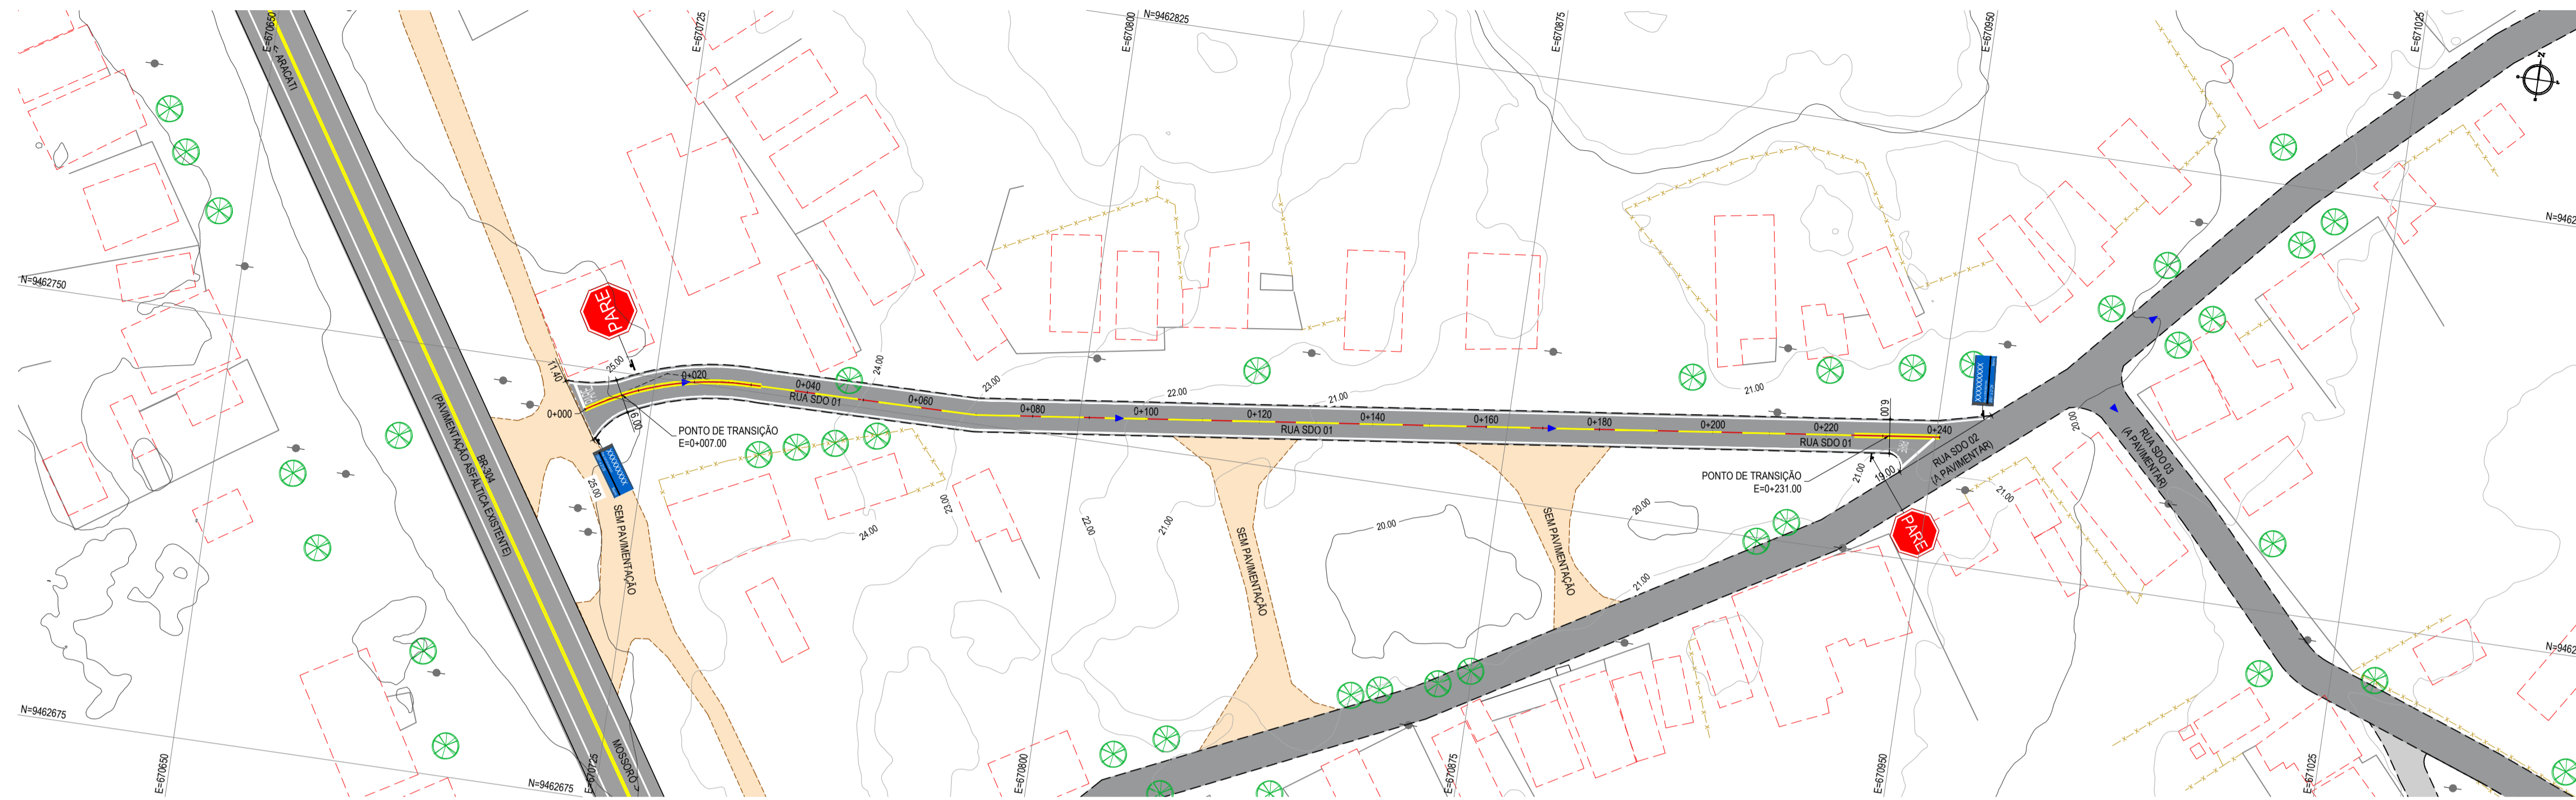 E=670650
E=670725
E=670800
N=9462825
E=670875
E=670950
E=671025
N
<- ARACATI
N=9462750
PARE
11.40
25.00
24.00
23.00
22.00
21.00
21.00
6.00
XXXXXXXX
20.00
0+000
0+020
0+040
0+060
0+080
0+100
0+120
0+140
0+160
0+180
0+200
0+220
0+240
RUA SDO 01
RUA SDO 01
RUA SDO 01
6.00
PONTO DE TRANSIÇÃO
E=0+007.00
PONTO DE TRANSIÇÃO
E=0+231.00
21.00
19.00
RUA SDO 02
(A PAVIMENTAR)
RUA SDO 03
(A PAVIMENTAR)
BR-304
(PAVIMENTAÇÃO ASFÁLTICA EXISTENTE)
XXXXXXXX
25.00
SEM PAVIMENTAÇÃO
24.00
23.00
22.00
21.00
SEM PAVIMENTAÇÃO
20.00
SEM PAVIMENTAÇÃO
20.00
21.00
PARE
21.00
N=9462675
MOSSORÓ ->
N=9462675
E=670650
E=670725
E=670800
E=670875
E=670950
E=671025